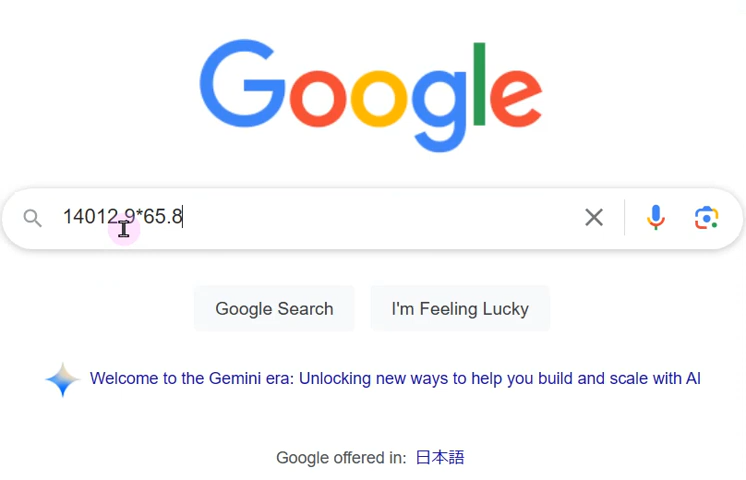 Google
14012.9*65.8
Google Search
I'm Feeling Lucky
Welcome to the Gemini era: Unlocking new ways to help you build and scale with AI
Google offered in: 日本語